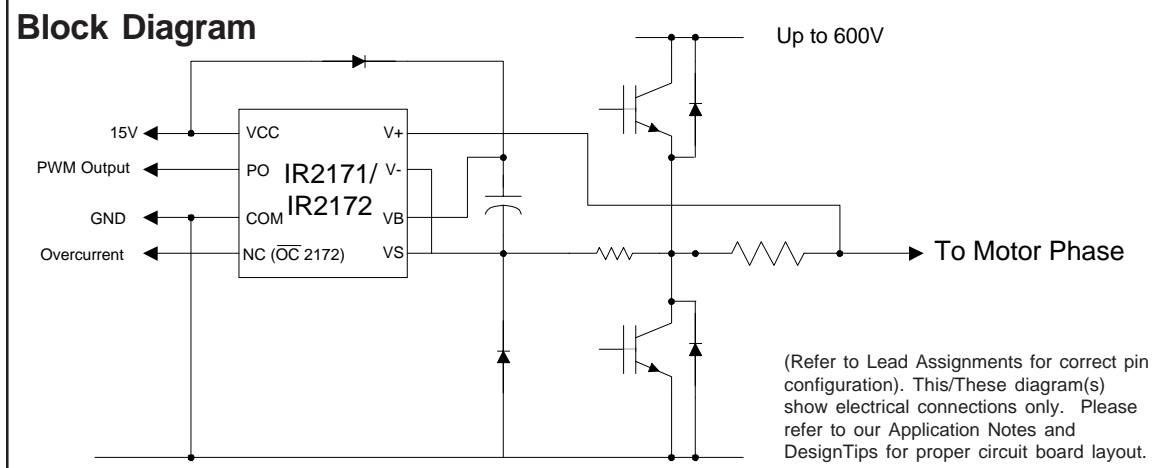 Block Diagram
Up to 600V
15V
VCC
V+
PWM Output
PO
IR2171/
V-
GND
COM
IR2172
VB
Overcurrent
NC (O̅C̅ 2172)
VS
To Motor Phase
(Refer to Lead Assignments for correct pin
configuration). This/These diagram(s)
show electrical connections only. Please
refer to our Application Notes and
DesignTips for proper circuit board layout.